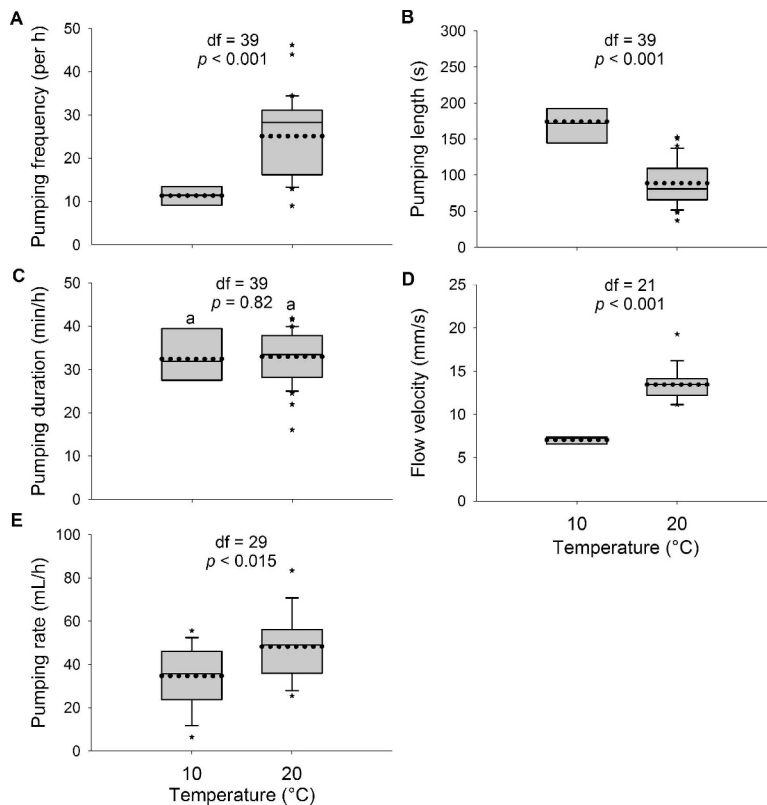 A
Pumping frequency (per h)
50
40
30
20
10
0
df = 39
p < 0.001
B
Pumping length (s)
300
250
200
150
100
50
0
df = 39
p < 0.001
C
Pumping duration (min/h)
50
40
30
20
10
0
df = 39
p = 0.82
a
a
D
Flow velocity (mm/s)
25
20
15
10
5
0
df = 21
p < 0.001
10
20
Temperature (°C)
E
Pumping rate (mL/h)
100
80
60
40
20
0
df = 29
p < 0.015
10
20
Temperature (°C)